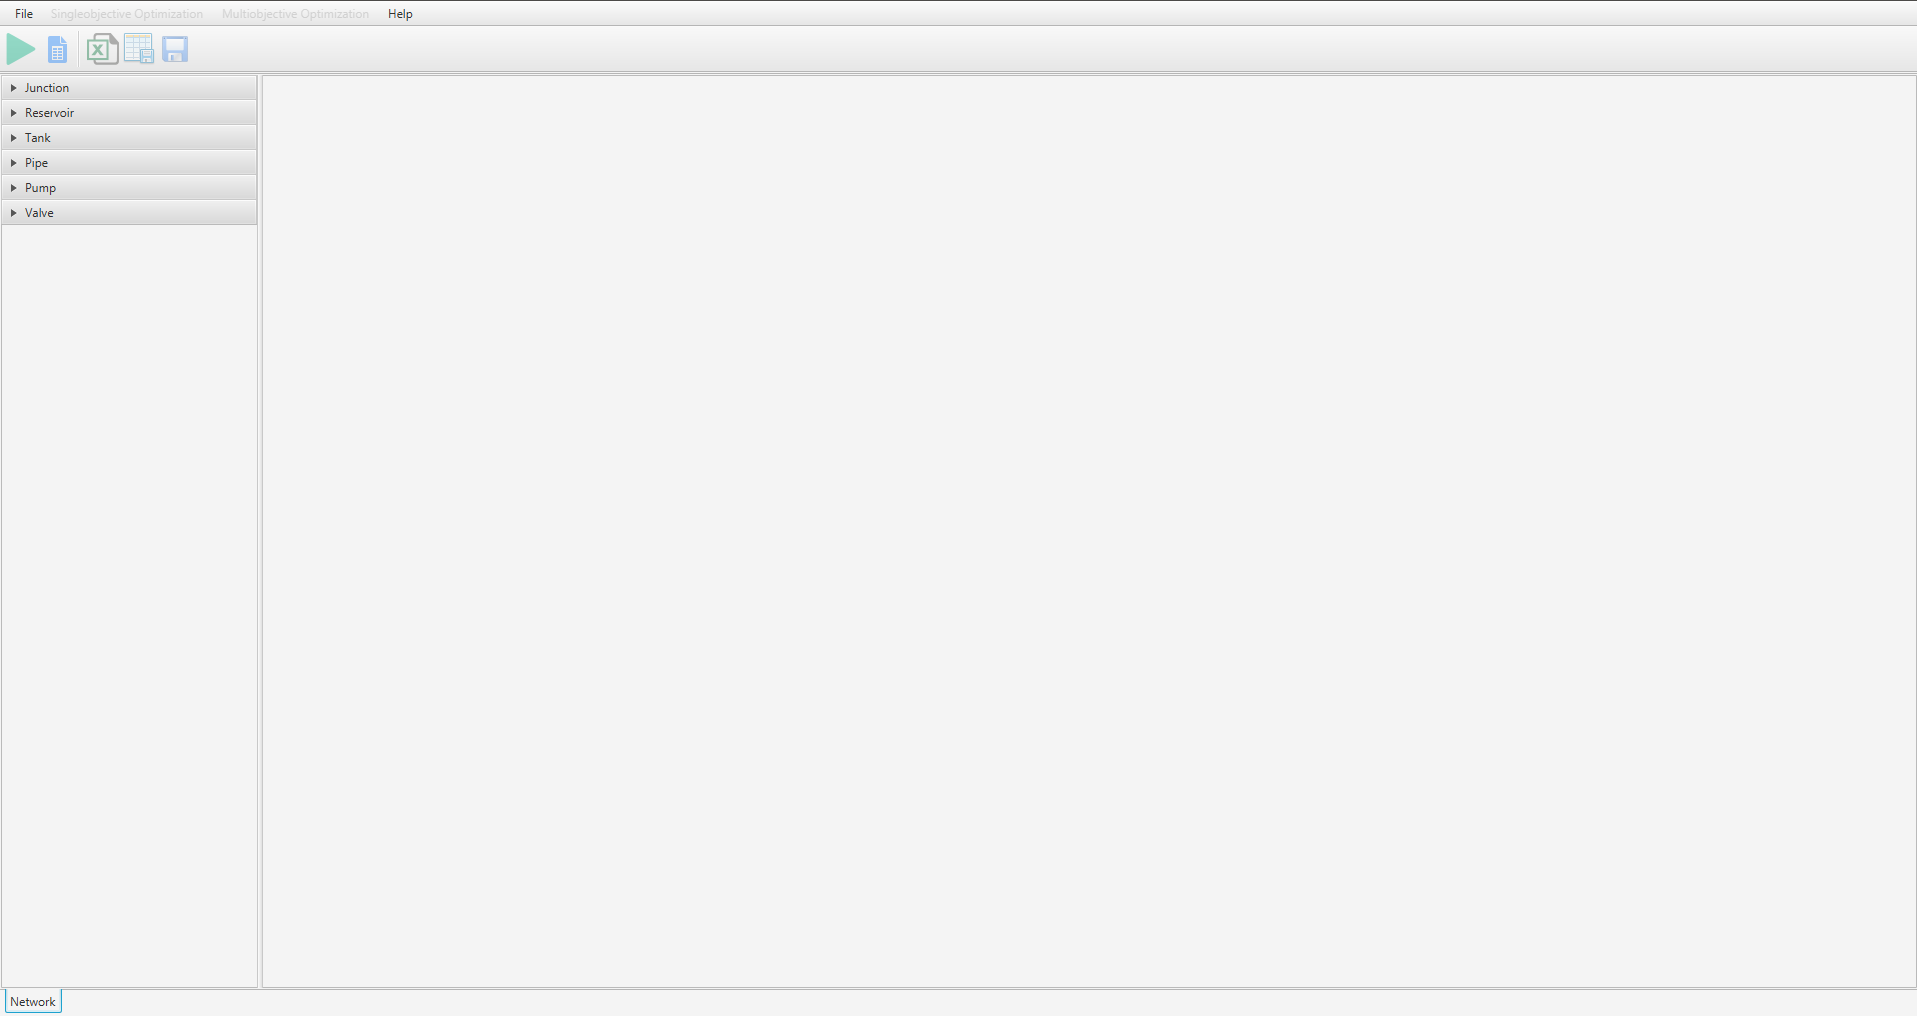 File Singleobjective Optimization Multiobjective Optimization Help
X
Junction
Reservoir
Tank
Pipe
Pump
Valve
Network